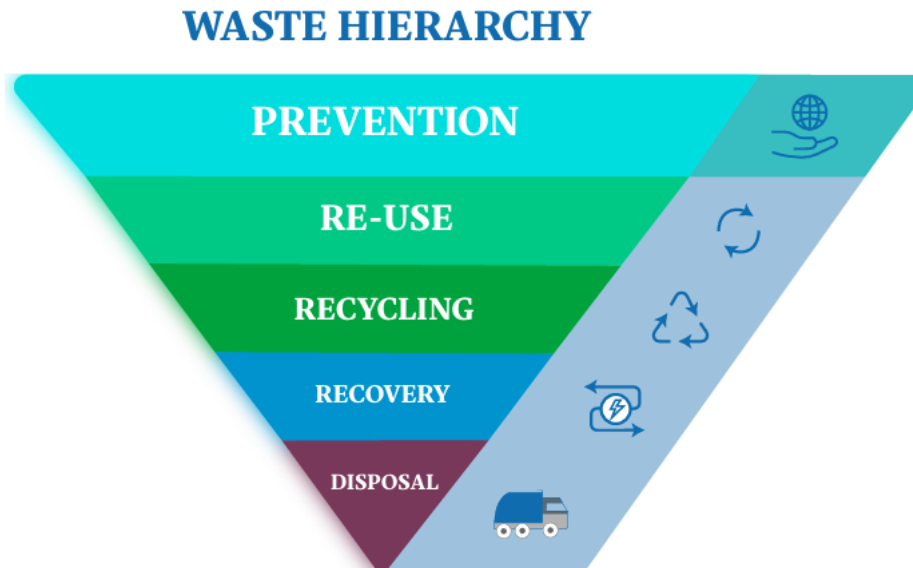 WASTE HIERARCHY
PREVENTION
RE-USE
RECYCLING
RECOVERY
DISPOSAL